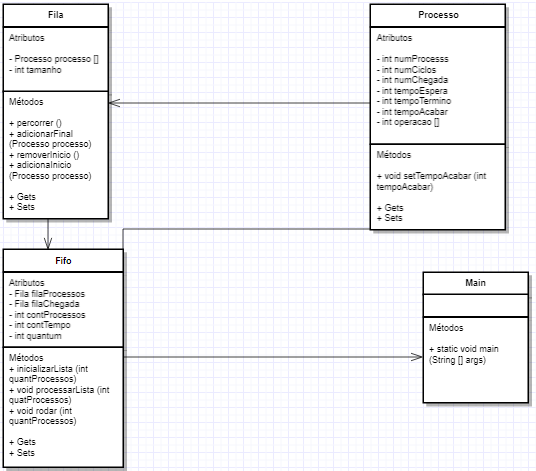 Fila
Atributos
- Processo processo []
- int tamanho
Métodos
+ percorrer ()
+ adicionarFinal
(Processo processo)
+ removerInicio ()
+ adicionaInicio
(Processo processo)
+ Gets
+ Sets
Processo
Atributos
- int numProcesss
- int numCiclos
- int numChegada
- int tempoEspera
- int tempoTermino
- int tempoAcabar
- int operacao []
Métodos
+ void setTempoAcabar (int
tempoAcabar)
+ Gets
+ Sets
Fifo
Atributos
- Fila filaProcessos
- Fila filaChegada
- int contProcessos
- int contTempo
- int quantum
Métodos
+ inicializarLista (int
quantProcessos)
+ void processarLista (int
quatProcessos)
+ void rodar (int
quantProcessos)
+ Gets
+ Sets
Main
Métodos
+ static void main
(String [] args)